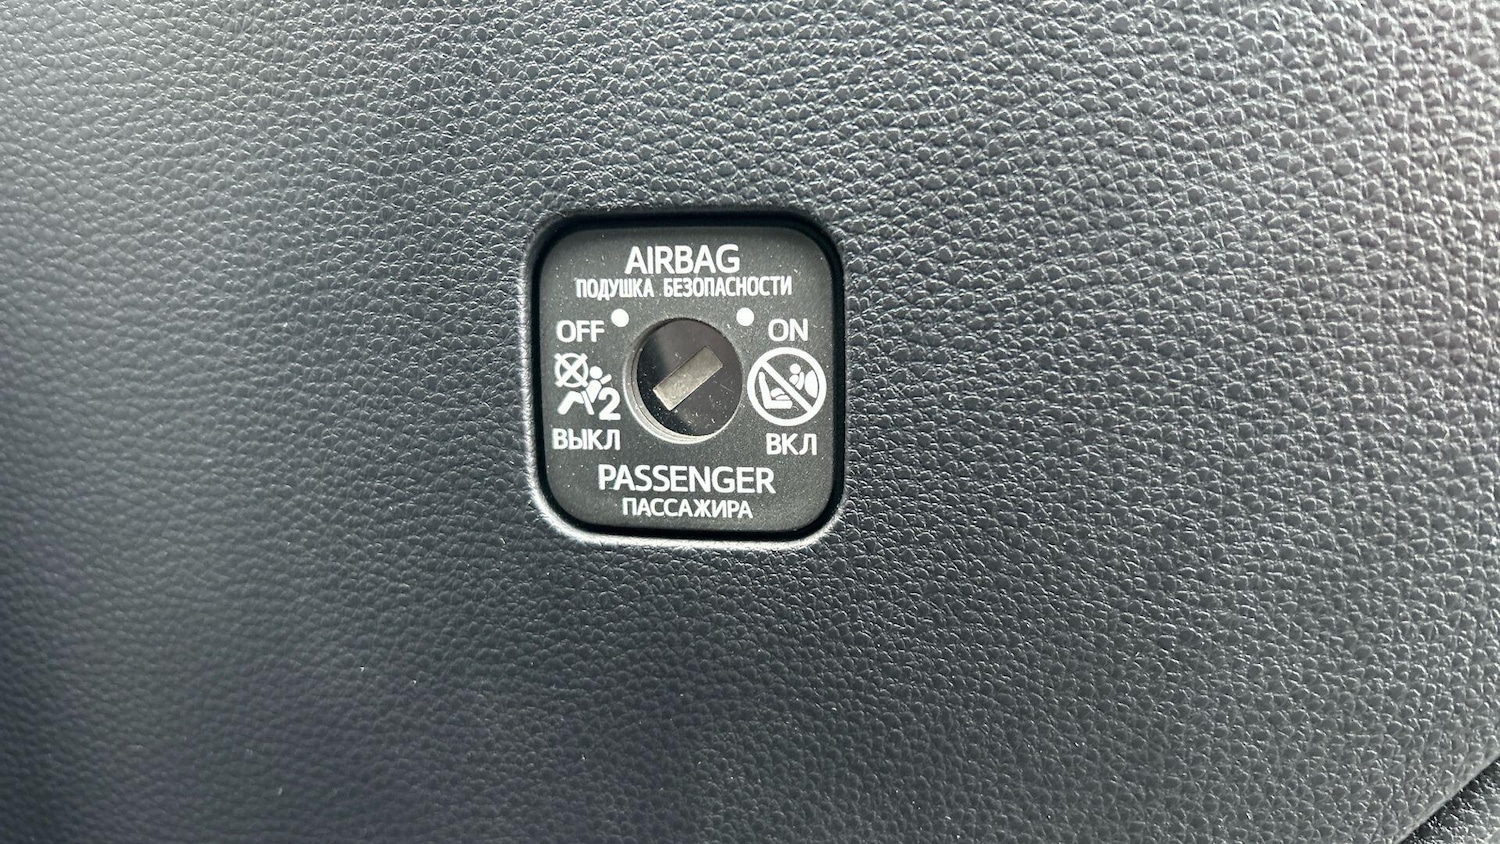 AIRBAG
ПОДУШКА БЕЗОПАСНОСТИ
OFF ON
2
ВЫКЛ ВКЛ
PASSENGER
ПАССАЖИРА